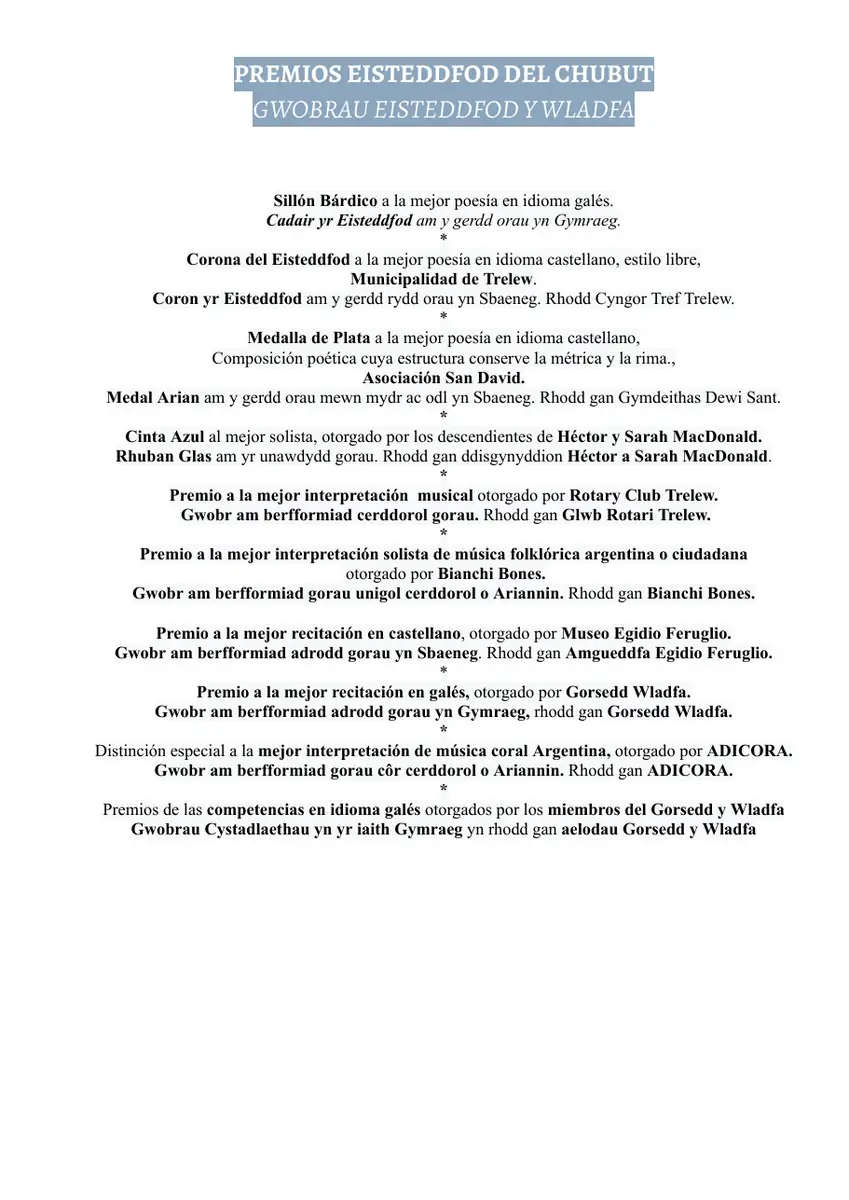 PREMIOS EISTEDDFOD DEL CHUBUT
GWOBRAU EISTEDDFOD Y WLADFA
Sillón Bárdico a la mejor poesía en idioma galés.
Cadair yr Eisteddfod am y gerdd orau yn Gymraeg.
*
Corona del Eisteddfod a la mejor poesía en idioma castellano, estilo libre,
Municipalidad de Trelew.
Coron yr Eisteddfod am y gerdd rydd orau yn Sbaeneg. Rhodd Cyngor Tref Trelew.
*
Medalla de Plata a la mejor poesía en idioma castellano,
Composición poética cuya estructura conserve la métrica y la rima.,
Asociación San David.
Medal Arian am y gerdd orau mewn mydr ac odl yn Sbaeneg. Rhodd gan Gymdeithas Dewi Sant.
*
Cinta Azul al mejor solista, otorgado por los descendientes de Héctor y Sarah MacDonald.
Rhuban Glas am yr unawdydd gorau. Rhodd gan ddisgynyddion Héctor a Sarah MacDonald.
*
Premio a la mejor interpretación  musical otorgado por Rotary Club Trelew.
Gwobr am berfformiad cerddorol gorau. Rhodd gan Glwb Rotari Trelew.
*
Premio a la mejor interpretación solista de música folklórica argentina o ciudadana
otorgado por Bianchi Bones.
Gwobr am berfformiad gorau unigol cerddorol o Ariannin. Rhodd gan Bianchi Bones.
Premio a la mejor recitación en castellano, otorgado por Museo Egidio Feruglio.
Gwobr am berfformiad adrodd gorau yn Sbaeneg. Rhodd gan Amgueddfa Egidio Feruglio.
*
Premio a la mejor recitación en galés, otorgado por Gorsedd Wladfa.
Gwobr am berfformiad adrodd gorau yn Gymraeg, rhodd gan Gorsedd Wladfa.
*
Distinción especial a la mejor interpretación de música coral Argentina, otorgado por ADICORA.
Gwobr am berfformiad gorau côr cerddorol o Ariannin. Rhodd gan ADICORA.
*
Premios de las competencias en idioma galés otorgados por los miembros del Gorsedd y Wladfa
Gwobrau Cystadlaethau yn yr iaith Gymraeg yn rhodd gan aelodau Gorsedd y Wladfa